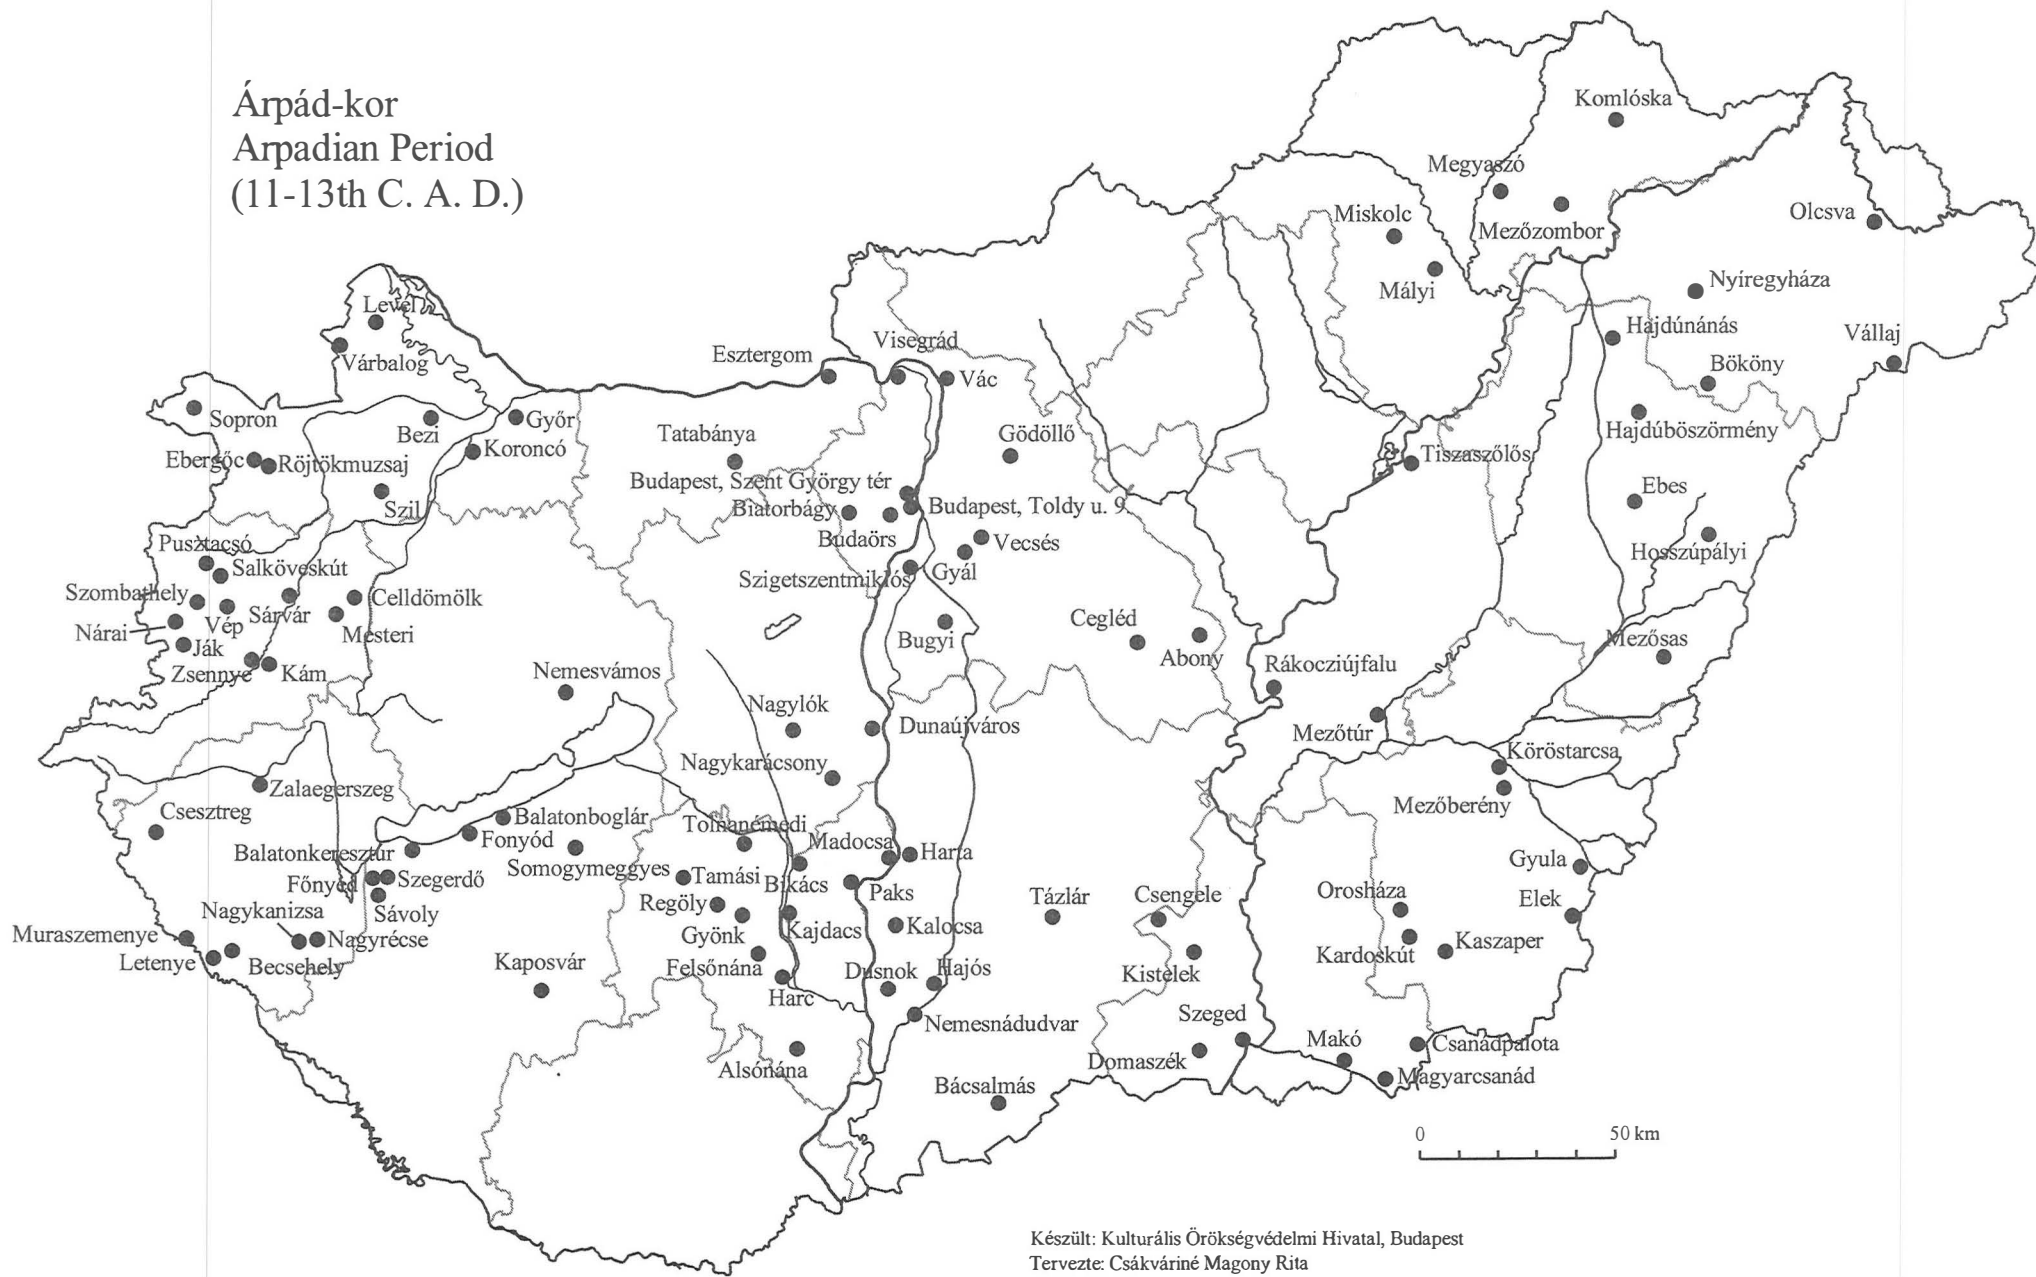 Árpád-kor
Arpadian Period
(11-13th C. A. D.)
Komlóska
Megyaszó
Miskolc
Mezőzombor
Olcsva
Mályi
Nyíregyháza
Hajdúnánás
Vállaj
Bököny
Hajdúböszörmény
Levél
Várbalog
Sopron
Ebergőc
Röjtökmuzsaj
Bezi
Győr
Koroncó
Szil
Esztergom
Visegrád
Vác
Tatabánya
Gödöllő
Budapest, Szent György tér
Biatorbágy
Budapest, Toldy u. 9.
Budaörs
Vecsés
Szigetszentmiklós
Gyál
Tiszaszőlős
Ebes
Hosszúpályi
Pusztacsó
Salköveskút
Szombathely
Sárvár
Celldömölk
Nárai
Vép
Mesteri
Ják
Zsennye
Kám
Nemesvámos
Bugyi
Cegléd
Abony
Rákocziújfalu
Mezősas
Nagylók
Dunaújváros
Mezőtúr
Köröstarcsa
Nagykarácsony
Mezőberény
Zalaegerszeg
Csesztreg
Balatonboglár
Fonyód
Balatonkeresztúr
Somogymeggyes
Tolnanémedi
Madocsa
Harta
Gyula
Főnyed
Szegerdő
Tamási
Bikács
Paks
Tázlár
Csengele
Orosháza
Elek
Nagykanizsa
Sávoly
Regöly
Muraszemenye
Nagyrécse
Gyönk
Kajdacs
Kalocsa
Kardoskút
Kaszaper
Letenye
Becsehely
Kaposvár
Felsőnána
Dusnok
Hajós
Kistelek
Harc
Nemesnádudvar
Szeged
Makó
Csanádpalota
Alsónána
Domaszék
Magyarcsanád
Bácsalmás
0 50 km
Készült: Kulturális Örökségvédelmi Hivatal, Budapest
Tervezte: Csákváriné Magony Rita